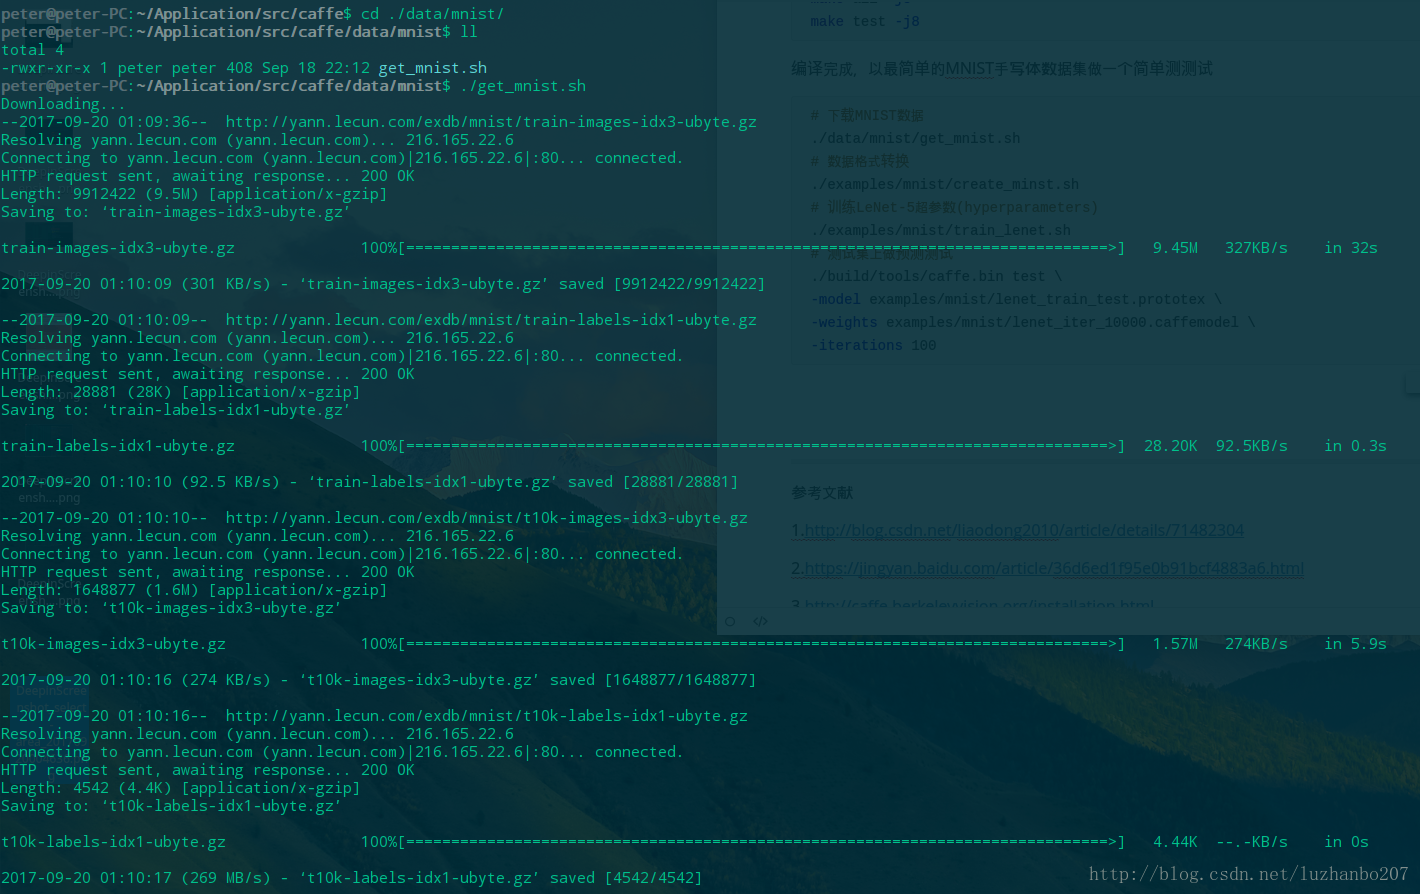 peter@peter-PC:~/Application/src/caffe$ cd ./data/mnist/
peter@peter-PC:~/Application/src/caffe/data/mnist$ ll
total 4
-rwxr-xr-x 1 peter peter 408 Sep 18 22:12 get_mnist.sh
peter@peter-PC:~/Application/src/caffe/data/mnist$ ./get_mnist.sh
Downloading...
--2017-09-20 01:09:36--  http://yann.lecun.com/exdb/mnist/train-images-idx3-ubyte.gz
Resolving yann.lecun.com (yann.lecun.com)... 216.165.22.6
Connecting to yann.lecun.com (yann.lecun.com)|216.165.22.6|:80... connected.
HTTP request sent, awaiting response... 200 OK
Length: 9912422 (9.5M) [application/x-gzip]
Saving to: ‘train-images-idx3-ubyte.gz’
train-images-idx3-ubyte.gz 100%[==============================================================================>] 9.45M 327KB/s in 32s
2017-09-20 01:10:09 (301 KB/s) - ‘train-images-idx3-ubyte.gz’ saved [9912422/9912422]
--2017-09-20 01:10:09--  http://yann.lecun.com/exdb/mnist/train-labels-idx1-ubyte.gz
Resolving yann.lecun.com (yann.lecun.com)... 216.165.22.6
Connecting to yann.lecun.com (yann.lecun.com)|216.165.22.6|:80... connected.
HTTP request sent, awaiting response... 200 OK
Length: 28881 (28K) [application/x-gzip]
Saving to: ‘train-labels-idx1-ubyte.gz’
train-labels-idx1-ubyte.gz 100%[==============================================================================>] 28.20K 92.5KB/s in 0.3s
2017-09-20 01:10:10 (92.5 KB/s) - ‘train-labels-idx1-ubyte.gz’ saved [28881/28881]
--2017-09-20 01:10:10--  http://yann.lecun.com/exdb/mnist/t10k-images-idx3-ubyte.gz
Resolving yann.lecun.com (yann.lecun.com)... 216.165.22.6
Connecting to yann.lecun.com (yann.lecun.com)|216.165.22.6|:80... connected.
HTTP request sent, awaiting response... 200 OK
Length: 1648877 (1.6M) [application/x-gzip]
Saving to: ‘t10k-images-idx3-ubyte.gz’
t10k-images-idx3-ubyte.gz 100%[==============================================================================>] 1.57M 274KB/s in 5.9s
2017-09-20 01:10:16 (274 KB/s) - ‘t10k-images-idx3-ubyte.gz’ saved [1648877/1648877]
--2017-09-20 01:10:16--  http://yann.lecun.com/exdb/mnist/t10k-labels-idx1-ubyte.gz
Resolving yann.lecun.com (yann.lecun.com)... 216.165.22.6
Connecting to yann.lecun.com (yann.lecun.com)|216.165.22.6|:80... connected.
HTTP request sent, awaiting response... 200 OK
Length: 4542 (4.4K) [application/x-gzip]
Saving to: ‘t10k-labels-idx1-ubyte.gz’
t10k-labels-idx1-ubyte.gz 100%[==============================================================================>] 4.44K --.-KB/s in 0s
2017-09-20 01:10:17 (269 MB/s) - ‘t10k-labels-idx1-ubyte.gz’ saved [4542/4542]
make test -j8
编译完成，以最简单的MNIST手写体数据集做一个简单测测试
# 下载MNIST数据
./data/mnist/get_mnist.sh
# 数据格式转换
./examples/mnist/create_minst.sh
# 训练LeNet-5超参数(hyperparameters)
./examples/mnist/train_lenet.sh
# 测试集上做预测测试
./build/tools/caffe.bin test \
-model examples/mnist/lenet_train_test.prototex \
-weights examples/mnist/lenet_iter_10000.caffemodel \
-iterations 100
参考文献
1.http://blog.csdn.net/liaodong2010/article/details/71482304
2.https://jingyan.baidu.com/article/36d6ed1f95e0b91bcf4883a6.html
3.http://caffe.berkeleyvision.org/installation.html
ensh....png
DeepinScree
http://blog.csdn.net/luzhanbo207